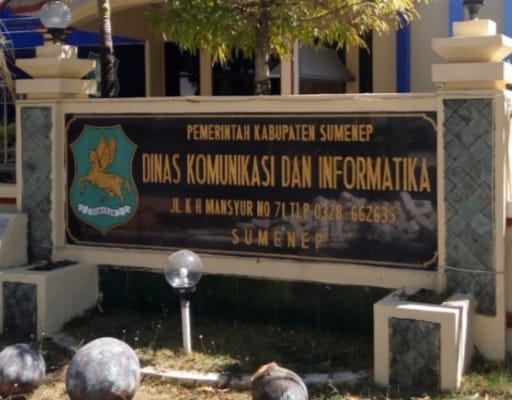 PEMERINTAH KABUPATEN SUMENEP
DINAS KOMUNIKASI DAN INFORMATIKA
JL. K H MANSYUR NO 71 TLP 0328 662635
SUMENEP